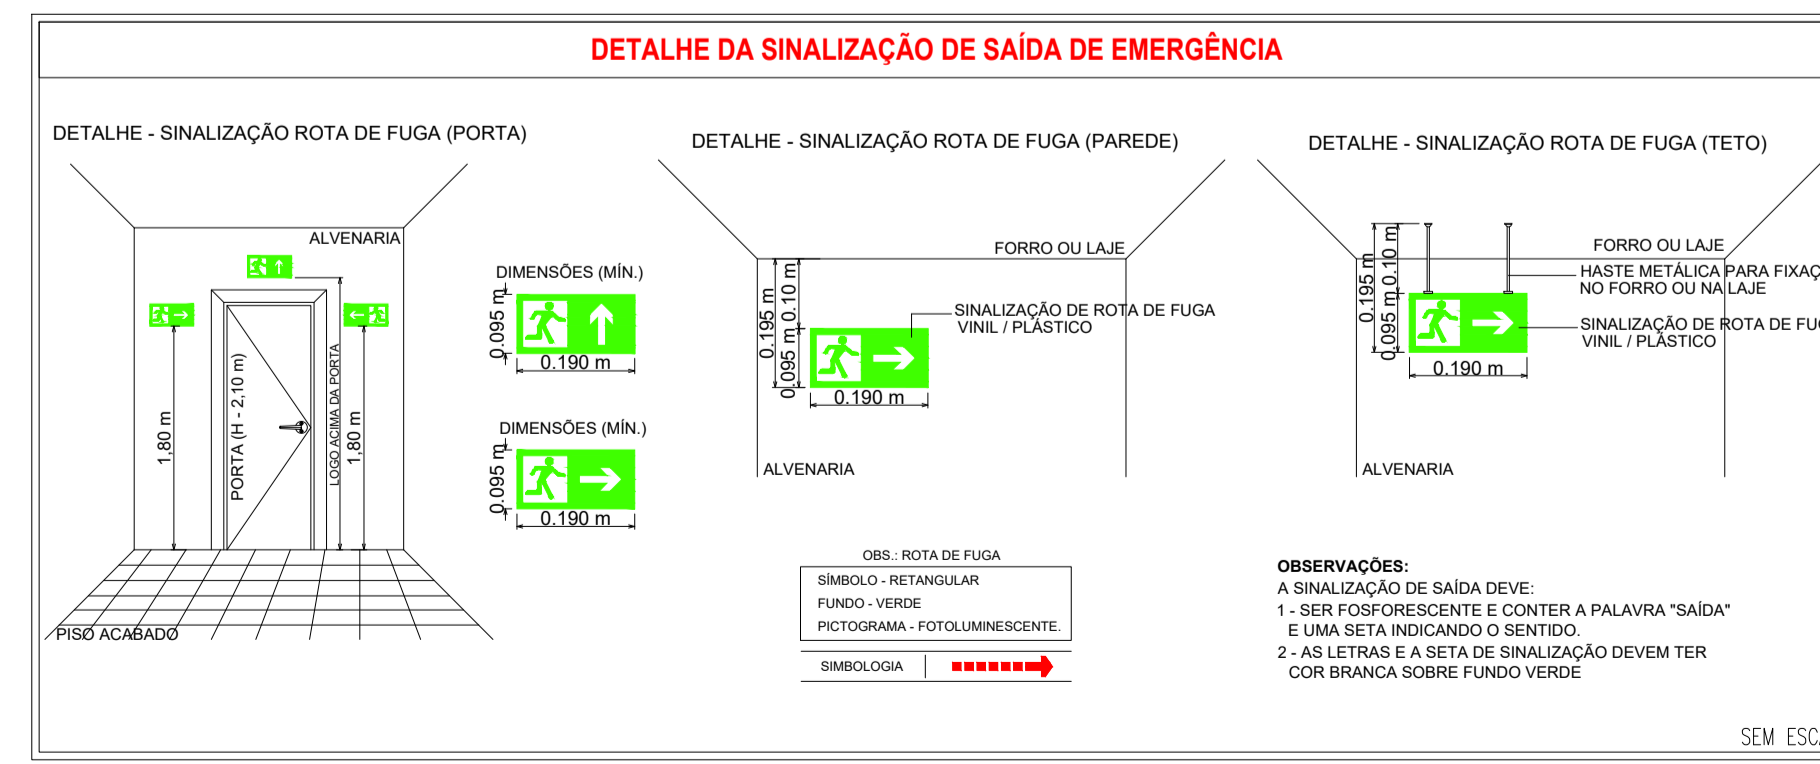 DETALHE DA SINALIZAÇÃO DE SAÍDA DE EMERGÊNCIA
DETALHE - SINALIZAÇÃO ROTA DE FUGA (PORTA)
ALVENARIA
1,80 m
PORTA (H - 2,10 m)
LOGO ACIMA DA PORTA
1,80 m
PISO ACABADO
DIMENSÕES (MÍN.)
0.095 m
0.190 m
DIMENSÕES (MÍN.)
0.095 m
0.190 m
DETALHE - SINALIZAÇÃO ROTA DE FUGA (PAREDE)
FORRO OU LAJE
0.195 m
0.10 m
0.095 m
0.190 m
SINALIZAÇÃO DE ROTA DE FUGA
VINIL / PLÁSTICO
ALVENARIA
DETALHE - SINALIZAÇÃO ROTA DE FUGA (TETO)
FORRO OU LAJE
0.195 m
0.10 m
0.095 m
0.190 m
HASTE METÁLICA PARA FIXAÇ
NO FORRO OU NA LAJE
SINALIZAÇÃO DE ROTA DE FU
VINIL / PLÁSTICO
ALVENARIA
OBS.: ROTA DE FUGA
SÍMBOLO - RETANGULAR
FUNDO - VERDE
PICTOGRAMA - FOTOLUMINESCENTE.
SIMBOLOGIA
OBSERVAÇÕES:
A SINALIZAÇÃO DE SAÍDA DEVE:
1 - SER FOSFORESCENTE E CONTER A PALAVRA "SAÍDA"
E UMA SETA INDICANDO O SENTIDO.
2 - AS LETRAS E A SETA DE SINALIZAÇÃO DEVEM TER
COR BRANCA SOBRE FUNDO VERDE
SEM ESC